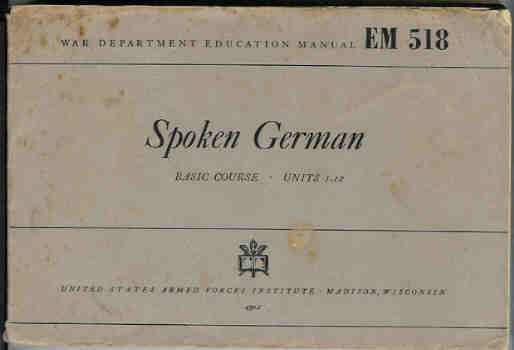 WAR DEPARTMENT EDUCATION MANUAL EM 518
Spoken German
BASIC COURSE · UNITS 1-12
UNITED STATES ARMED FORCES INSTITUTE · MADISON, WISCONSIN